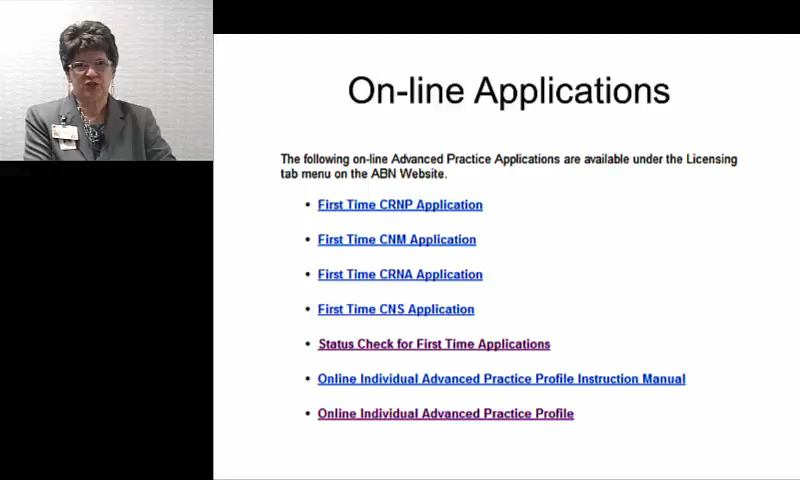 On-line Applications
The following on-line Advanced Practice Applications are available under the Licensing
tab menu on the ABN Website.
• First Time CRNP Application
• First Time CNM Application
• First Time CRNA Application
• First Time CNS Application
• Status Check for First Time Applications
• Online Individual Advanced Practice Profile Instruction Manual
• Online Individual Advanced Practice Profile